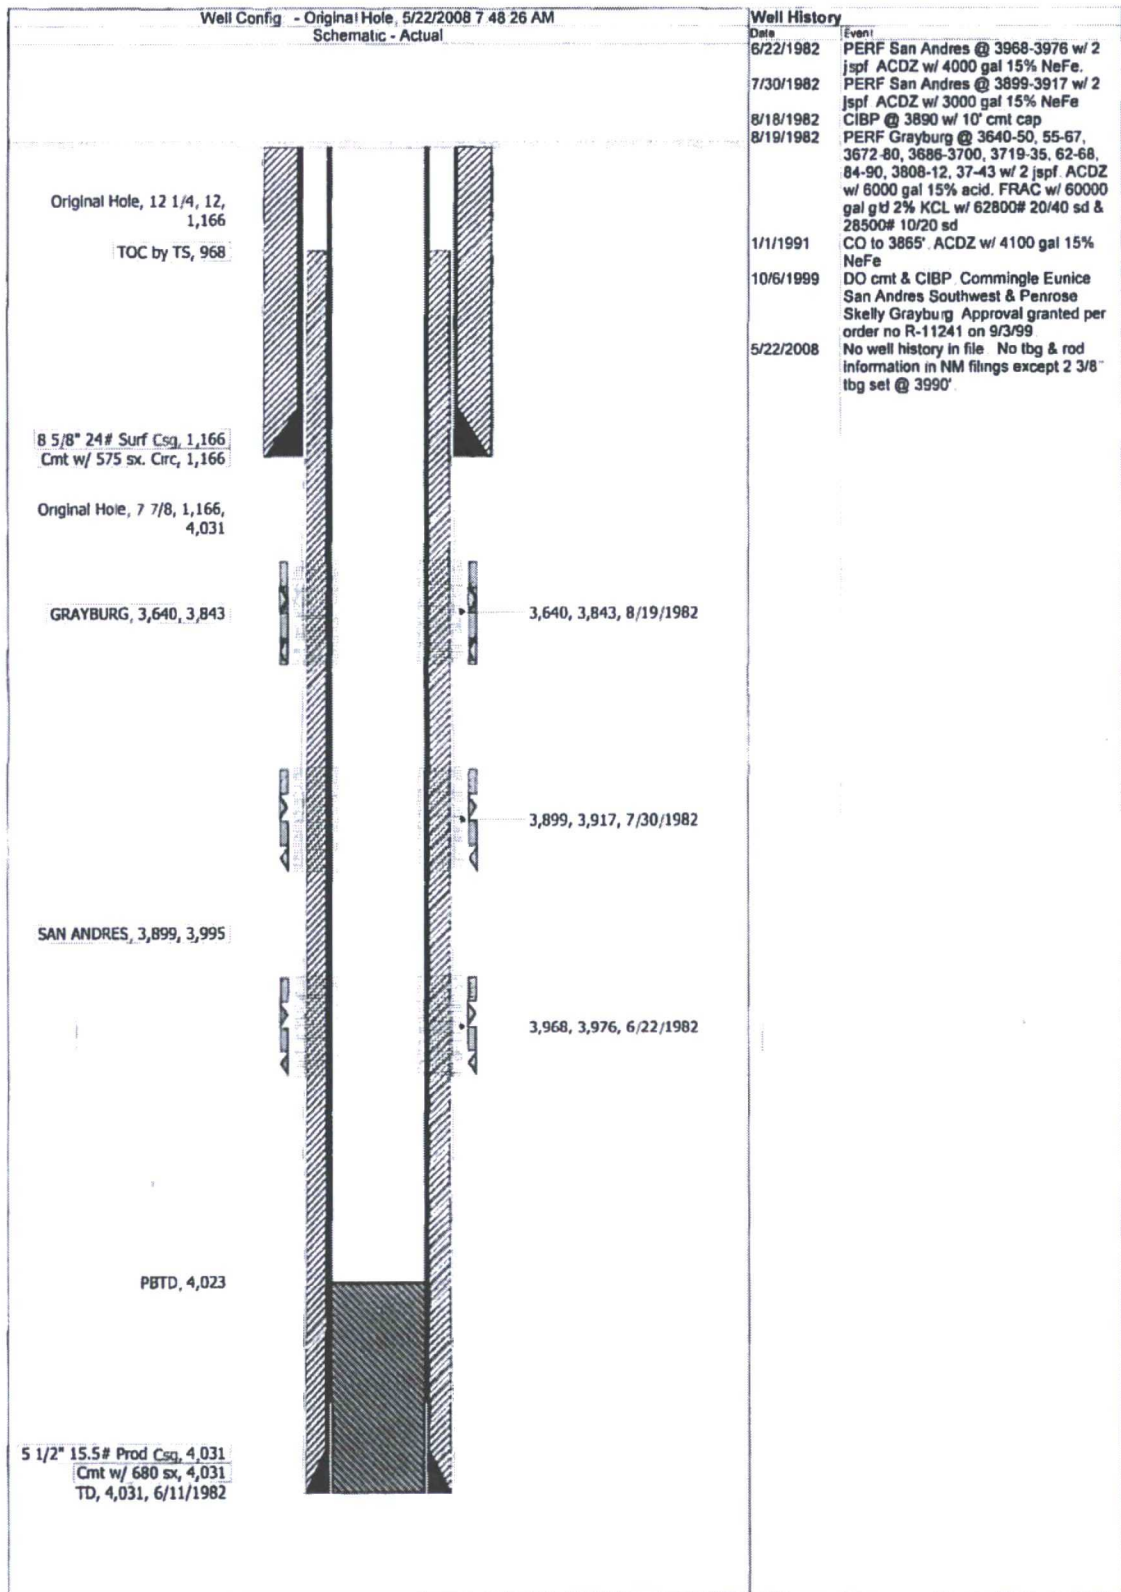 Well Config - Original Hole, 5/22/2008 7 48 26 AM
Schematic - Actual
Original Hole, 12 1/4, 12,
1,166
TOC by TS, 968
8 5/8" 24# Surf Csg, 1,166
Cmt w/ 575 sx. Circ, 1,166
Original Hole, 7 7/8, 1,166,
4,031
GRAYBURG, 3,640, 3,843
3,640, 3,843, 8/19/1982
3,899, 3,917, 7/30/1982
SAN ANDRES, 3,899, 3,995
3,968, 3,976, 6/22/1982
PBTD, 4,023
5 1/2" 15.5# Prod Csg, 4,031
Cmt w/ 680 sx, 4,031
TD, 4,031, 6/11/1982
Well History
Date Event
6/22/1982 PERF San Andres @ 3968-3976 w/ 2
jspf ACDZ w/ 4000 gal 15% NeFe.
7/30/1982 PERF San Andres @ 3899-3917 w/ 2
jspf ACDZ w/ 3000 gal 15% NeFe
8/18/1982 CIBP @ 3890 w/ 10' cmt cap
8/19/1982 PERF Grayburg @ 3640-50, 55-67,
3672-80, 3686-3700, 3719-35, 62-68,
84-90, 3808-12, 37-43 w/ 2 jspf. ACDZ
w/ 6000 gal 15% acid. FRAC w/ 60000
gal gld 2% KCL w/ 62800# 20/40 sd &
28500# 10/20 sd
1/1/1991 CO to 3865'. ACDZ w/ 4100 gal 15%
NeFe
10/6/1999 DO cmt & CIBP. Commingle Eunice
San Andres Southwest & Penrose
Skelly Grayburg Approval granted per
order no R-11241 on 9/3/99
5/22/2008 No well history in file No tbg & rod
information in NM filings except 2 3/8"
tbg set @ 3990'.